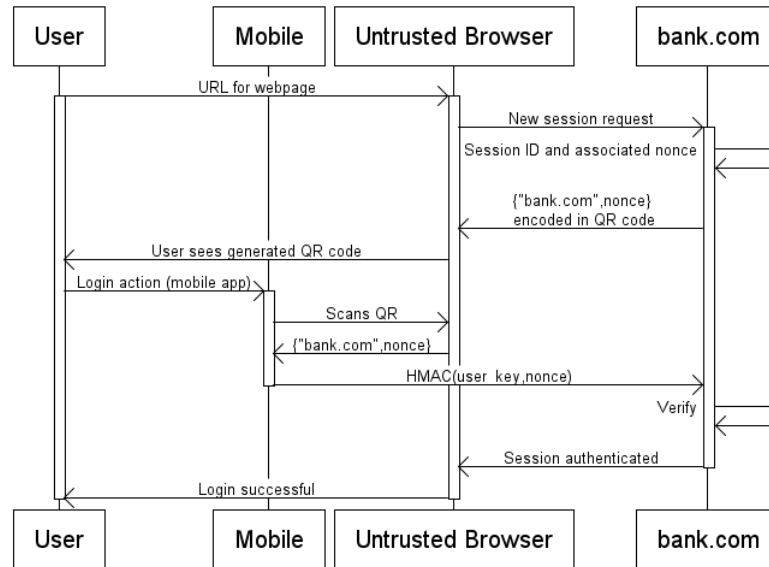 User
Mobile
Untrusted Browser
bank.com
URL for webpage
New session request
Session ID and associated nonce
{"bank.com",nonce}
encoded in QR code
User sees generated QR code
Login action (mobile app)
Scans QR
{"bank.com",nonce}
HMAC(user_key,nonce)
Verify
Session authenticated
Login successful
User
Mobile
Untrusted Browser
bank.com